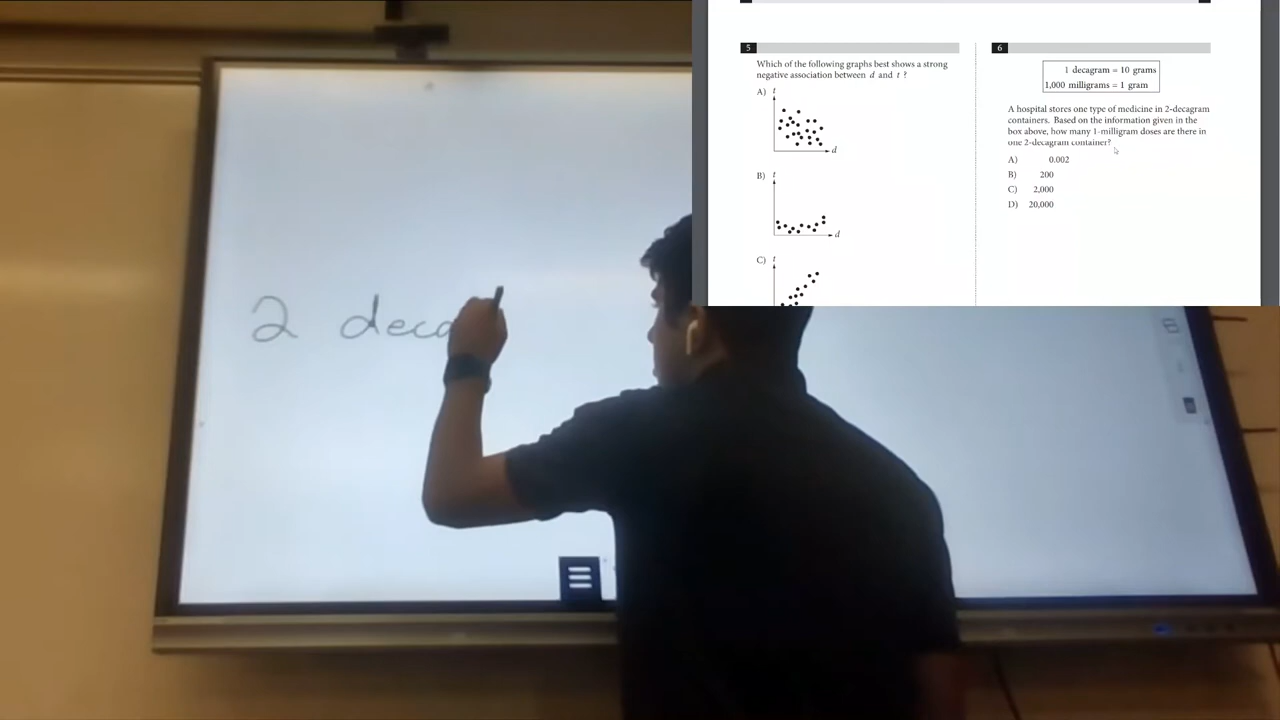 2 deca
5
Which of the following graphs best shows a strong
negative association between d and t ?
A)
t
d
B)
t
d
C)
t
6
1 decagram = 10 grams
1,000 milligrams = 1 gram
A hospital stores one type of medicine in 2-decagram
containers. Based on the information given in the
box above, how many 1-milligram doses are there in
one 2-decagram container?
A) 0.002
B) 200
C) 2,000
D) 20,000